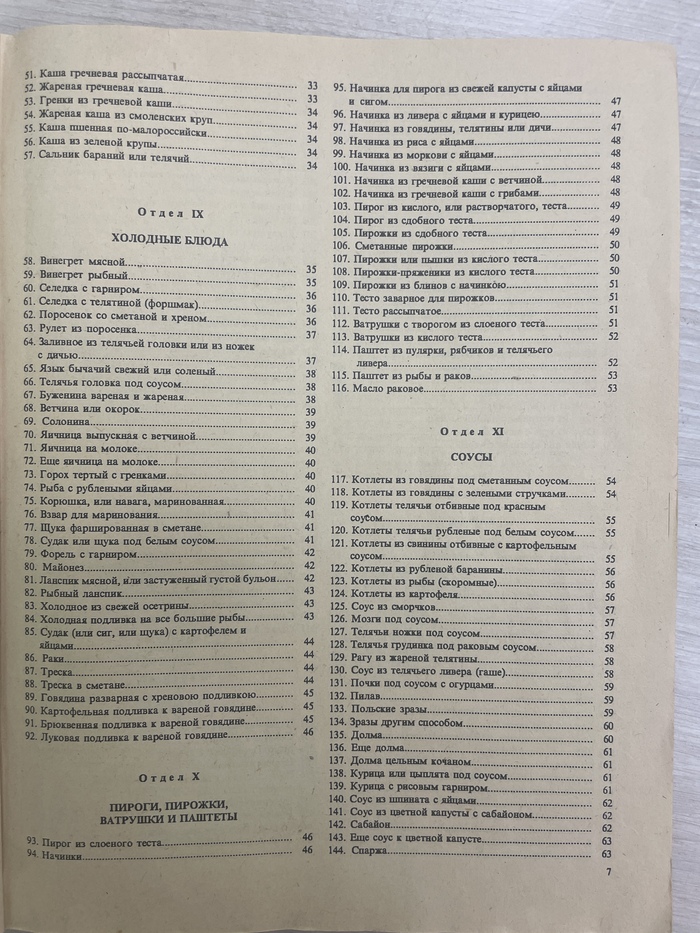 51. Каша гречневая рассыпчатая
52. Жареная гречневая каша 33
53. Гренки из гречневой каши 33
54. Жареная каша из смоленских круп 34
55. Каша пшенная по-малороссийски 34
56. Каша из зеленой крупы 34
57. Сальник бараний или телячий 34
Отдел IX
ХОЛОДНЫЕ БЛЮДА
58. Винегрет мясной 35
59. Винегрет рыбный 35
60. Селедка с гарниром 36
61. Селедка с телятиной (форшмак) 36
62. Поросенок со сметаной и хреном 36
63. Рулет из поросенка 37
64. Заливное из телячьей головки или из ножек
с дичью 37
65. Язык бычачий свежий или соленый 38
66. Телячья головка под соусом 38
67. Буженина вареная и жареная 38
68. Ветчина или окорок 39
69. Солонина 39
70. Яичница выпускная с ветчиной 39
71. Яичница на молоке 40
72. Еще яичница на молоке 40
73. Горох тертый с гренками 40
74. Рыба с рублеными яйцами 40
75. Корюшка, или навага, маринованная 40
76. Взвар для маринования 41
77. Щука фаршированная в сметане 41
78. Судак или щука под белым соусом 41
79. Форель с гарниром 42
80. Майонез 42
81. Ланспик мясной, или застуженный густой бульон 42
82. Рыбный ланспик 43
83. Холодное из свежей осетрины 43
84. Холодная подливка на все большие рыбы 43
85. Судак (или сиг, или щука) с картофелем и
яйцами 44
86. Раки 44
87. Треска 44
88. Треска в сметане 44
89. Говядина разварная с хреновою подливкою 45
90. Картофельная подливка к вареной говядине 45
91. Брюквенная подливка к вареной говядине 45
92. Луковая подливка к вареной говядине 46
Отдел X
ПИРОГИ, ПИРОЖКИ,
ВАТРУШКИ И ПАШТЕТЫ
93. Пирог из слоеного теста 46
94. Начинки 46
95. Начинка для пирога из свежей капусты с яйцами
и сигом 47
96. Начинка из ливера с яйцами и курицею 47
97. Начинка из говядины, телятины или дичи 47
98. Начинка из риса с яйцами 48
99. Начинка из моркови с яйцами 48
100. Начинка из вязиги с яйцами 48
101. Начинка из гречневой каши с ветчиной 48
102. Начинка из гречневой каши с грибами 48
103. Пирог из кислого, или растворчатого, теста 49
104. Пирог из сдобного теста 49
105. Пирожки из сдобного теста 49
106. Сметанные пирожки 50
107. Пирожки или пышки из кислого теста 50
108. Пирожки-пряженики из кислого теста 50
109. Пирожки из блинов с начинкою 51
110. Тесто заварное для пирожков 51
111. Тесто рассыпчатое 51
112. Ватрушки с творогом из слоеного теста 51
113. Ватрушки из кислого теста 52
114. Паштет из пулярки, рябчиков и телячьего
ливера 52
115. Паштет из рыбы и раков 53
116. Масло раковое 53
Отдел XI
СОУСЫ
117. Котлеты из говядины под сметанным соусом 54
118. Котлеты из говядины с зелеными стручками 54
119. Котлеты телячьи отбивные под красным
соусом 55
120. Котлеты телячьи рубленые под белым соусом 55
121. Котлеты из свинины отбивные с картофельным
соусом 55
122. Котлеты из рубленой баранины 56
123. Котлеты из рыбы (скоромные) 56
124. Котлеты из картофеля 56
125. Соус из сморчков 57
126. Мозги под соусом 57
127. Телячьи ножки под соусом 57
128. Телячья грудинка под раковым соусом 58
129. Рагу из жареной телятины 58
130. Соус из телячьего ливера (гаше) 58
131. Почки под соусом с огурцами 59
132. Пилав 59
133. Польские зразы 59
134. Зразы другим способом 60
135. Долма 60
136. Еще долма 61
137. Долма цельным кочаном 61
138. Курица или цыплята под соусом 61
139. Курица с рисовым гарниром 61
140. Соус из шпината с яйцами 62
141. Соус из цветной капусты с сабайоном 62
142. Сабайон 62
143. Еще соус к цветной капусте 63
144. Спаржа 63
7